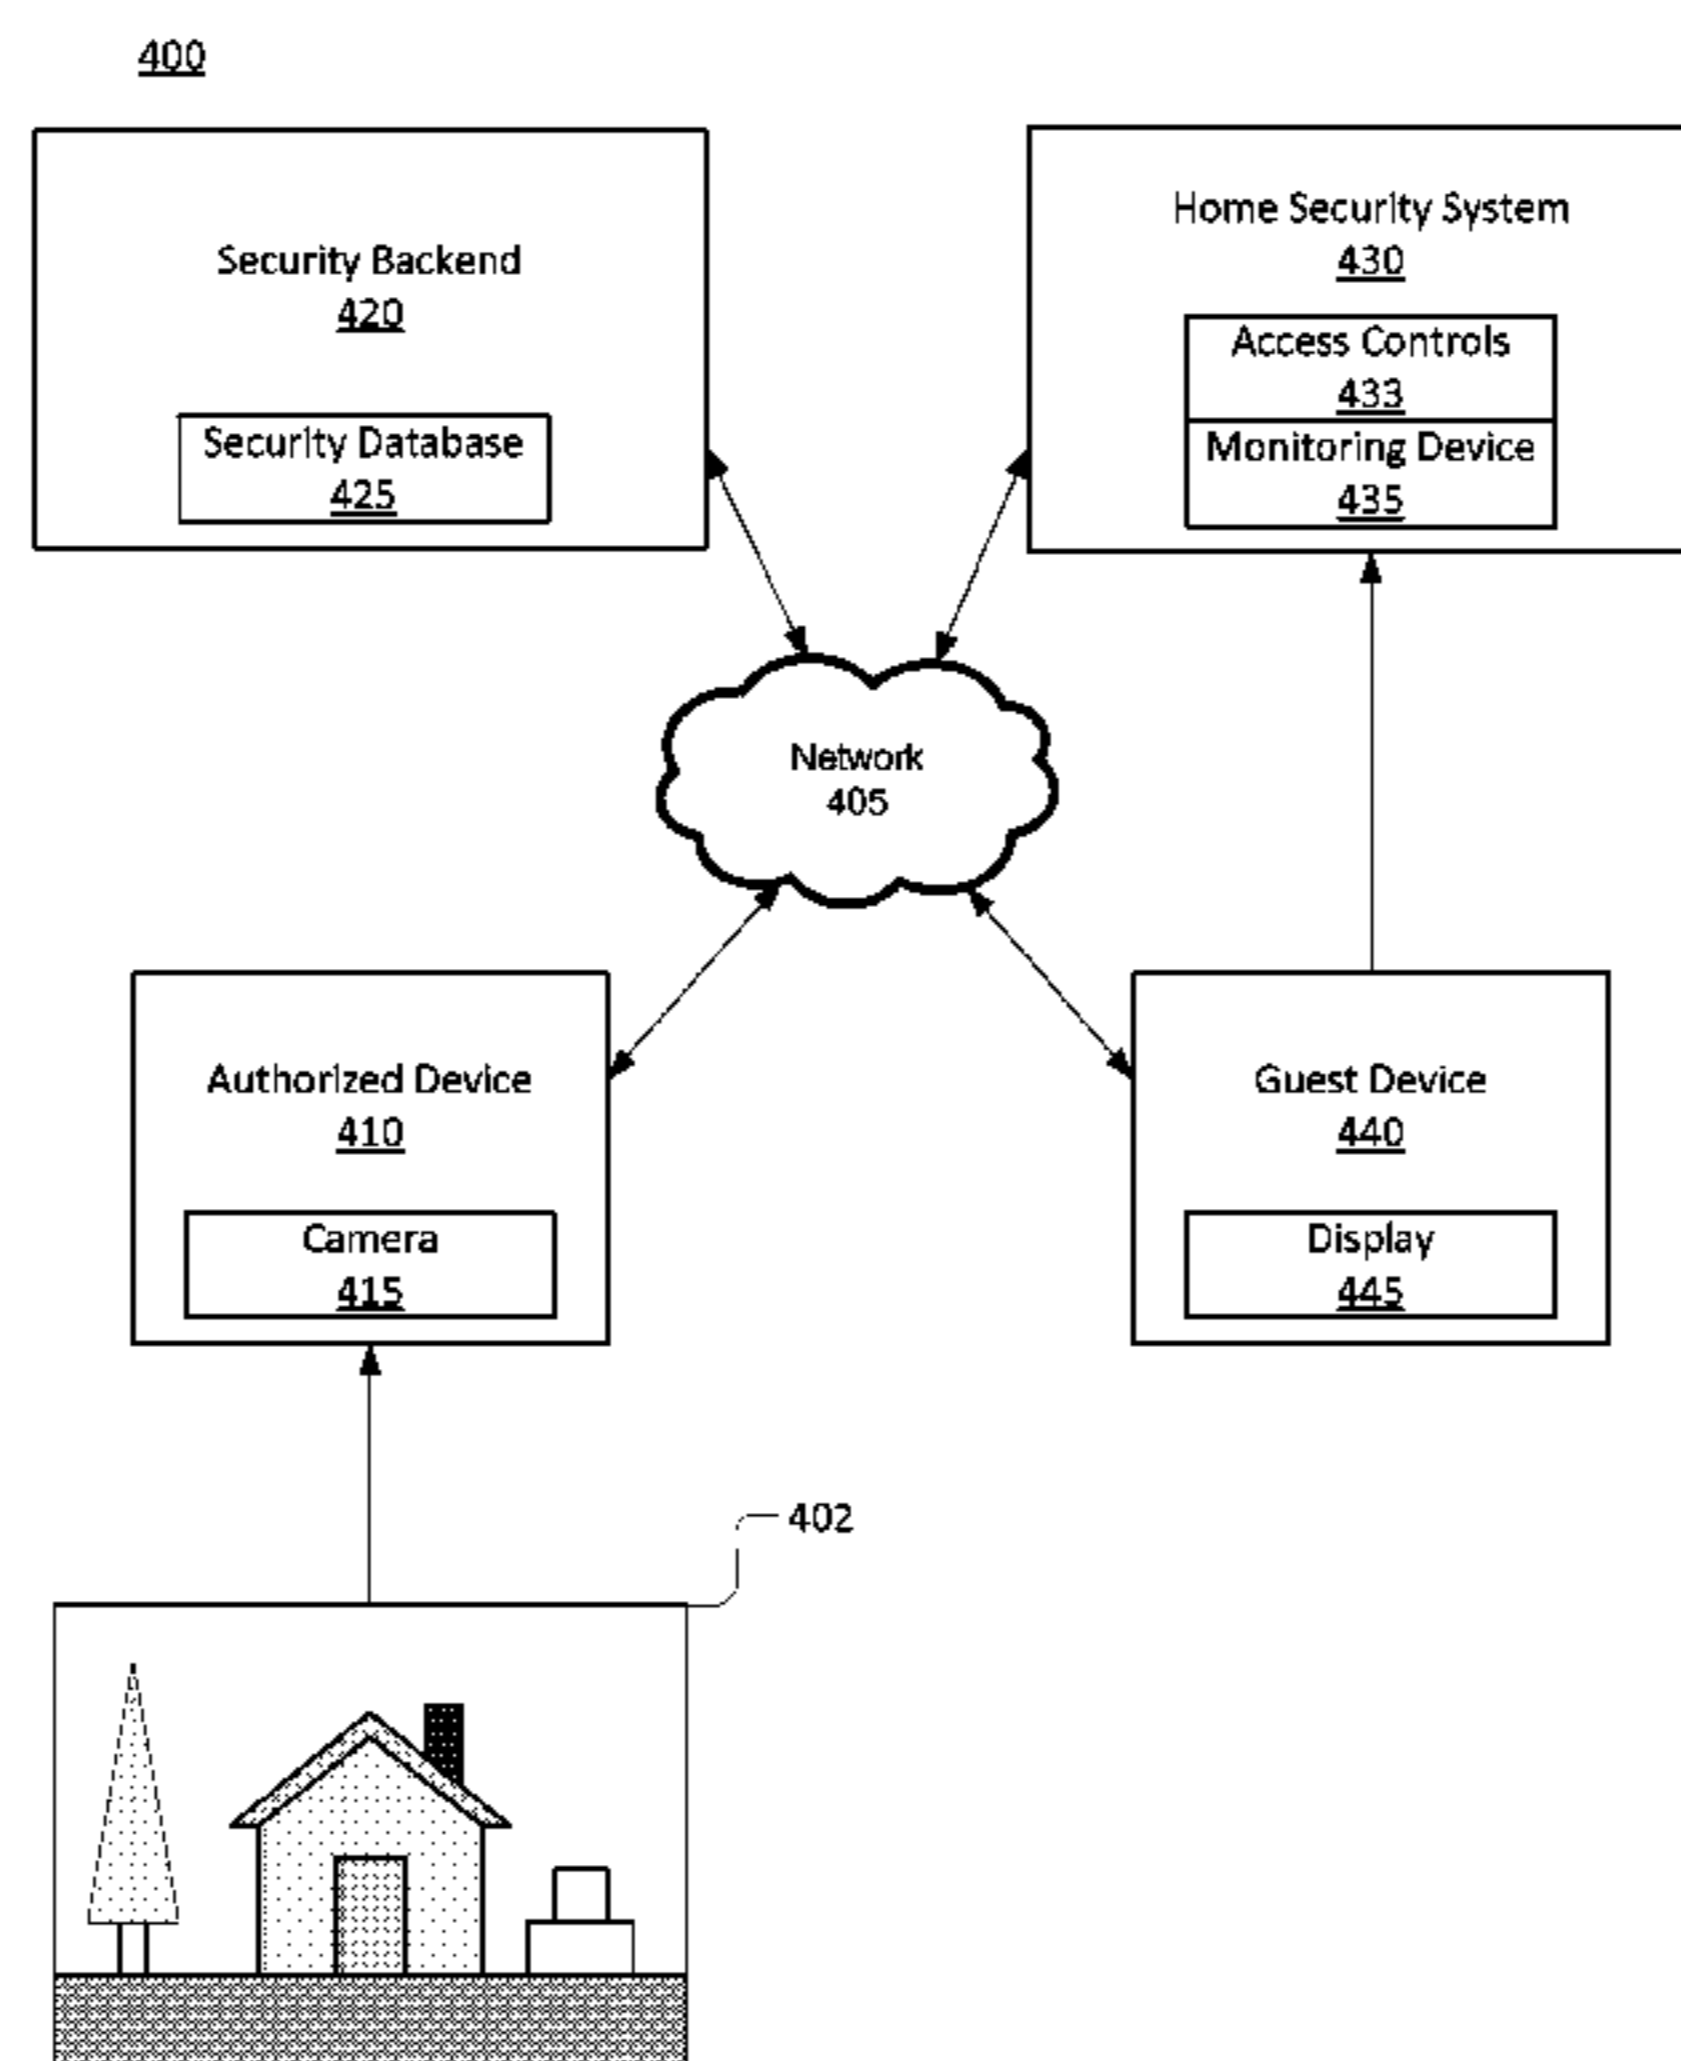 400
Security Backend
420
Security Database
425
Home Security System
430
Access Controls
433
Monitoring Device
435
Network
405
Authorized Device
410
Camera
415
Guest Device
440
Display
445
402